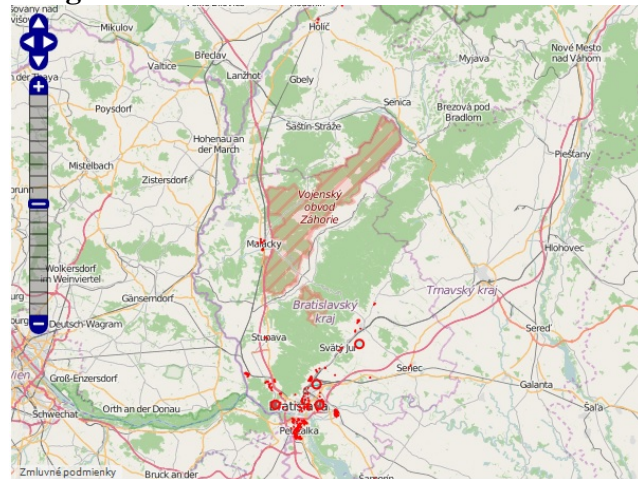 Mikulov
Holíč
Valtice
Břeclav
Lanžhot
Gbely
Myjava
Nové Mesto
nad Váhom
Poysdorf
Senica
Brezová pod
Bradlom
Šaštín-Stráže
Hohenau an
der March
Mistelbach
Zistersdorf
Piešťany
Vojenský
obvod
Záhorie
Malacky
Hlohovec
Wolkersdorf
im Weinviertel
Gänserndorf
Bratislavský
kraj
Trnavský kraj
Deutsch-Wagram
Stupava
Svätý Jur
Sereď
Senec
Groß-Enzersdorf
Galanta
Schwechat
Orth an der Donau
Bratislava
Šaľa
Petržalka
Zmluvné podmienky
Bruck an der